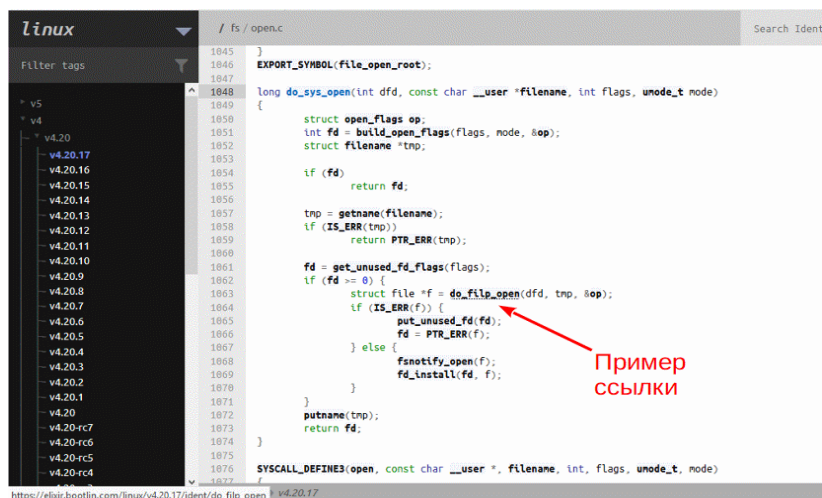 linux
/ fs / open.c
Search Ident
Filter tags
v5
v4
v4.20
v4.20.17
v4.20.16
v4.20.15
v4.20.14
v4.20.13
v4.20.12
v4.20.11
v4.20.10
v4.20.9
v4.20.8
v4.20.7
v4.20.6
v4.20.5
v4.20.4
v4.20.3
v4.20.2
v4.20.1
v4.20
v4.20-rc7
v4.20-rc6
v4.20-rc5
v4.20-rc4
1045 }
1046 EXPORT_SYMBOL(file_open_root);
1047
1048 long do_sys_open(int dfd, const char __user *filename, int flags, umode_t mode)
1049 {
1050 struct open_flags op;
1051 int fd = build_open_flags(flags, mode, &op);
1052 struct filename *tmp;
1053
1054 if (fd)
1055 return fd;
1056
1057 tmp = getname(filename);
1058 if (IS_ERR(tmp))
1059 return PTR_ERR(tmp);
1060
1061 fd = get_unused_fd_flags(flags);
1062 if (fd >= 0) {
1063 struct file *f = do_filp_open(dfd, tmp, &op);
1064 if (IS_ERR(f)) {
1065 put_unused_fd(fd);
1066 fd = PTR_ERR(f);
1067 } else {
1068 fsnotify_open(f);
1069 fd_install(fd, f);
1070 }
1071 }
1072 putname(tmp);
1073 return fd;
1074 }
1075
1076 SYSCALL_DEFINE3(open, const char __user *, filename, int, flags, umode_t, mode)
1077 {
Пример
ссылки
https://elixir.bootlin.com/linux/v4.20.17/ident/do_filp_open
v4.20.17